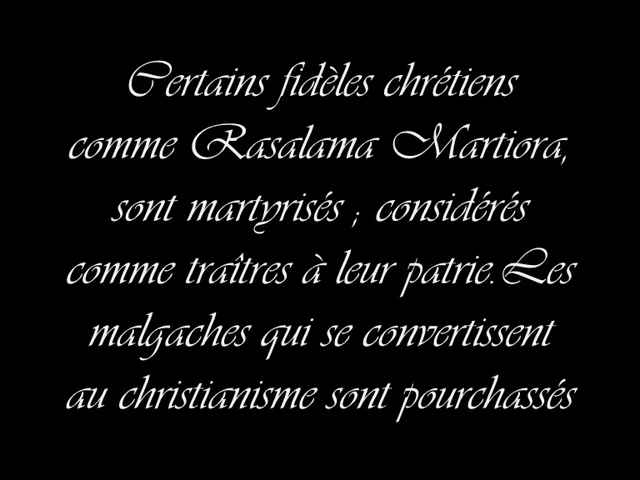 Certains fidèles chrétiens
comme Rasalama Martiora,
sont martyrisés ; considérés
comme traîtres à leur patrie.Les
malgaches qui se convertissent
au christianisme sont pourchassés